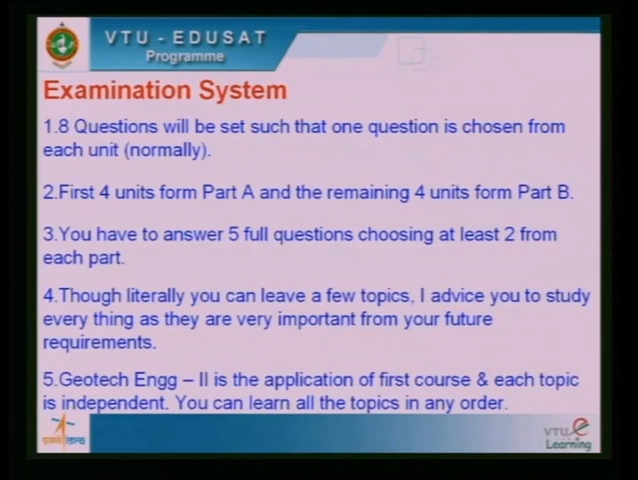 VTU - EDUSAT
Programme
Examination System
1.8 Questions will be set such that one question is chosen from
each unit (normally).
2.First 4 units form Part A and the remaining 4 units form Part B.
3.You have to answer 5 full questions choosing at least 2 from
each part.
4.Though literally you can leave a few topics, I advice you to study
every thing as they are very important from your future
requirements.
5.Geotech Engg – II is the application of first course & each topic
is independent. You can learn all the topics in any order.
VTU e
Learning